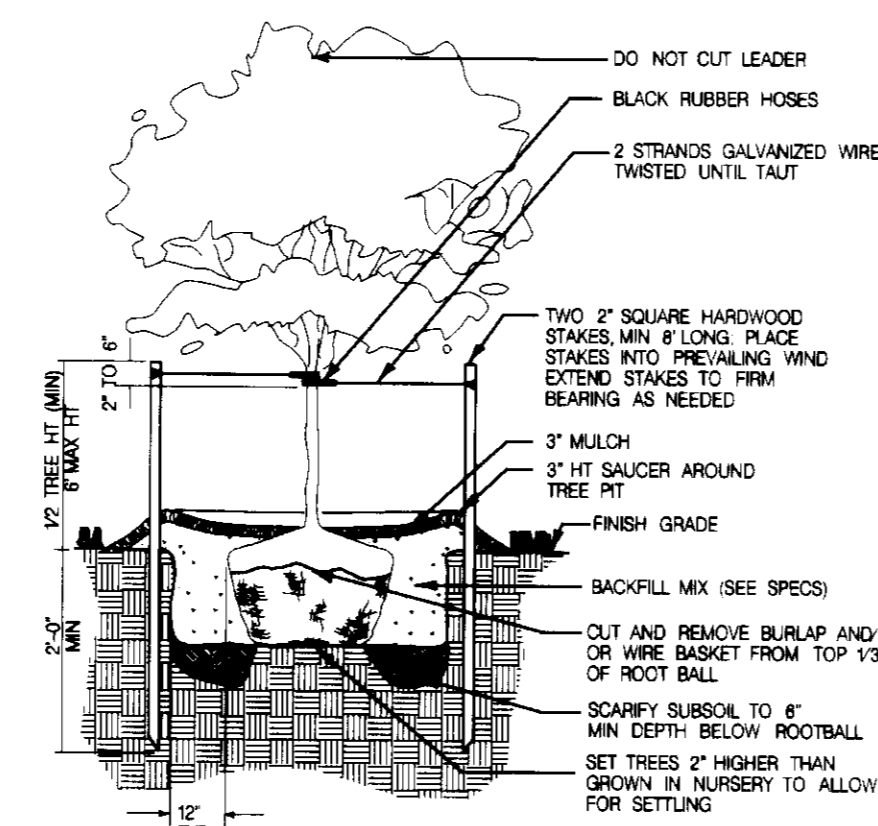 DO NOT CUT LEADER
BLACK RUBBER HOSES
2 STRANDS GALVANIZED WIRE
TWISTED UNTIL TAUT
TWO 2" SQUARE HARDWOOD
STAKES, MIN 8' LONG: PLACE
STAKES INTO PREVAILING WIND
EXTEND STAKES TO FIRM
BEARING AS NEEDED
2" TO 6"
1/2 TREE HT (MIN)
6' MAX HT
3" MULCH
3" HT SAUCER AROUND
TREE PIT
FINISH GRADE
BACKFILL MIX (SEE SPECS)
2'-0"
MIN
CUT AND REMOVE BURLAP AND/
OR WIRE BASKET FROM TOP 1/3
OF ROOT BALL
SCARIFY SUBSOIL TO 6"
MIN DEPTH BELOW ROOTBALL
SET TREES 2" HIGHER THAN
GROWN IN NURSERY TO ALLOW
FOR SETTLING
12"